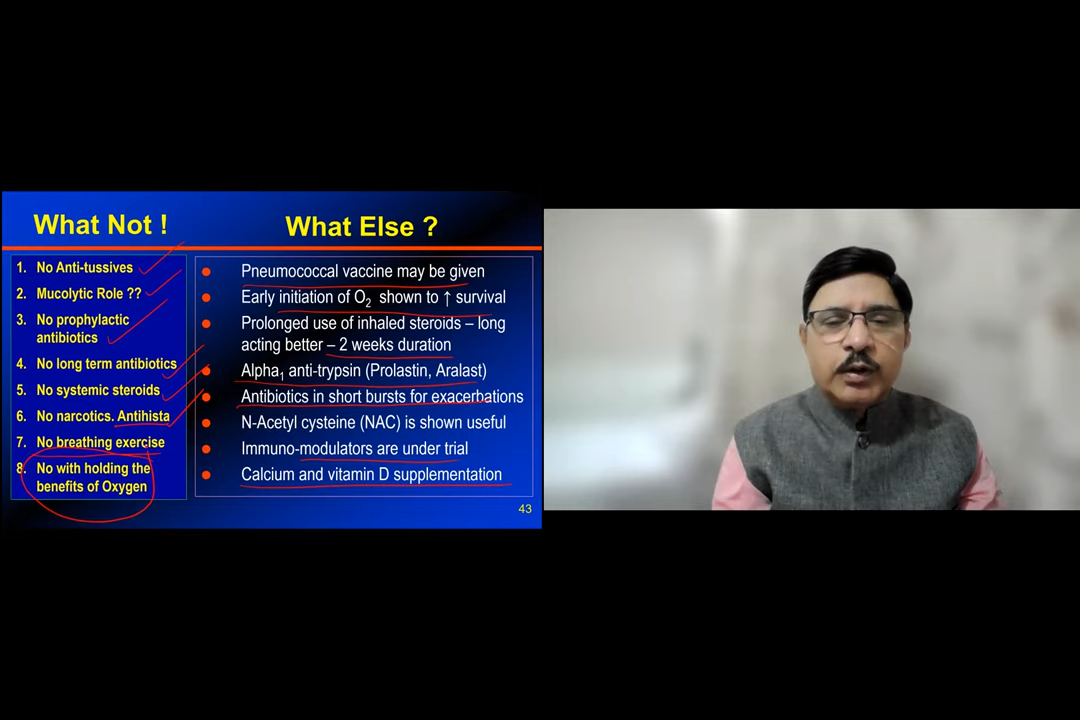 What Not !
1. No Anti-tussives
2. Mucolytic Role ??
3. No prophylactic
antibiotics
4. No long term antibiotics
5. No systemic steroids
6. No narcotics. Antihista
7. No breathing exercise
8. No with holding the
benefits of Oxygen
What Else ?
Pneumococcal vaccine may be given
Early initiation of O2 shown to ↑ survival
Prolonged use of inhaled steroids – long
acting better – 2 weeks duration
Alpha1 anti-trypsin (Prolastin, Aralast)
Antibiotics in short bursts for exacerbations
N-Acetyl cysteine (NAC) is shown useful
Immuno-modulators are under trial
Calcium and vitamin D supplementation
43